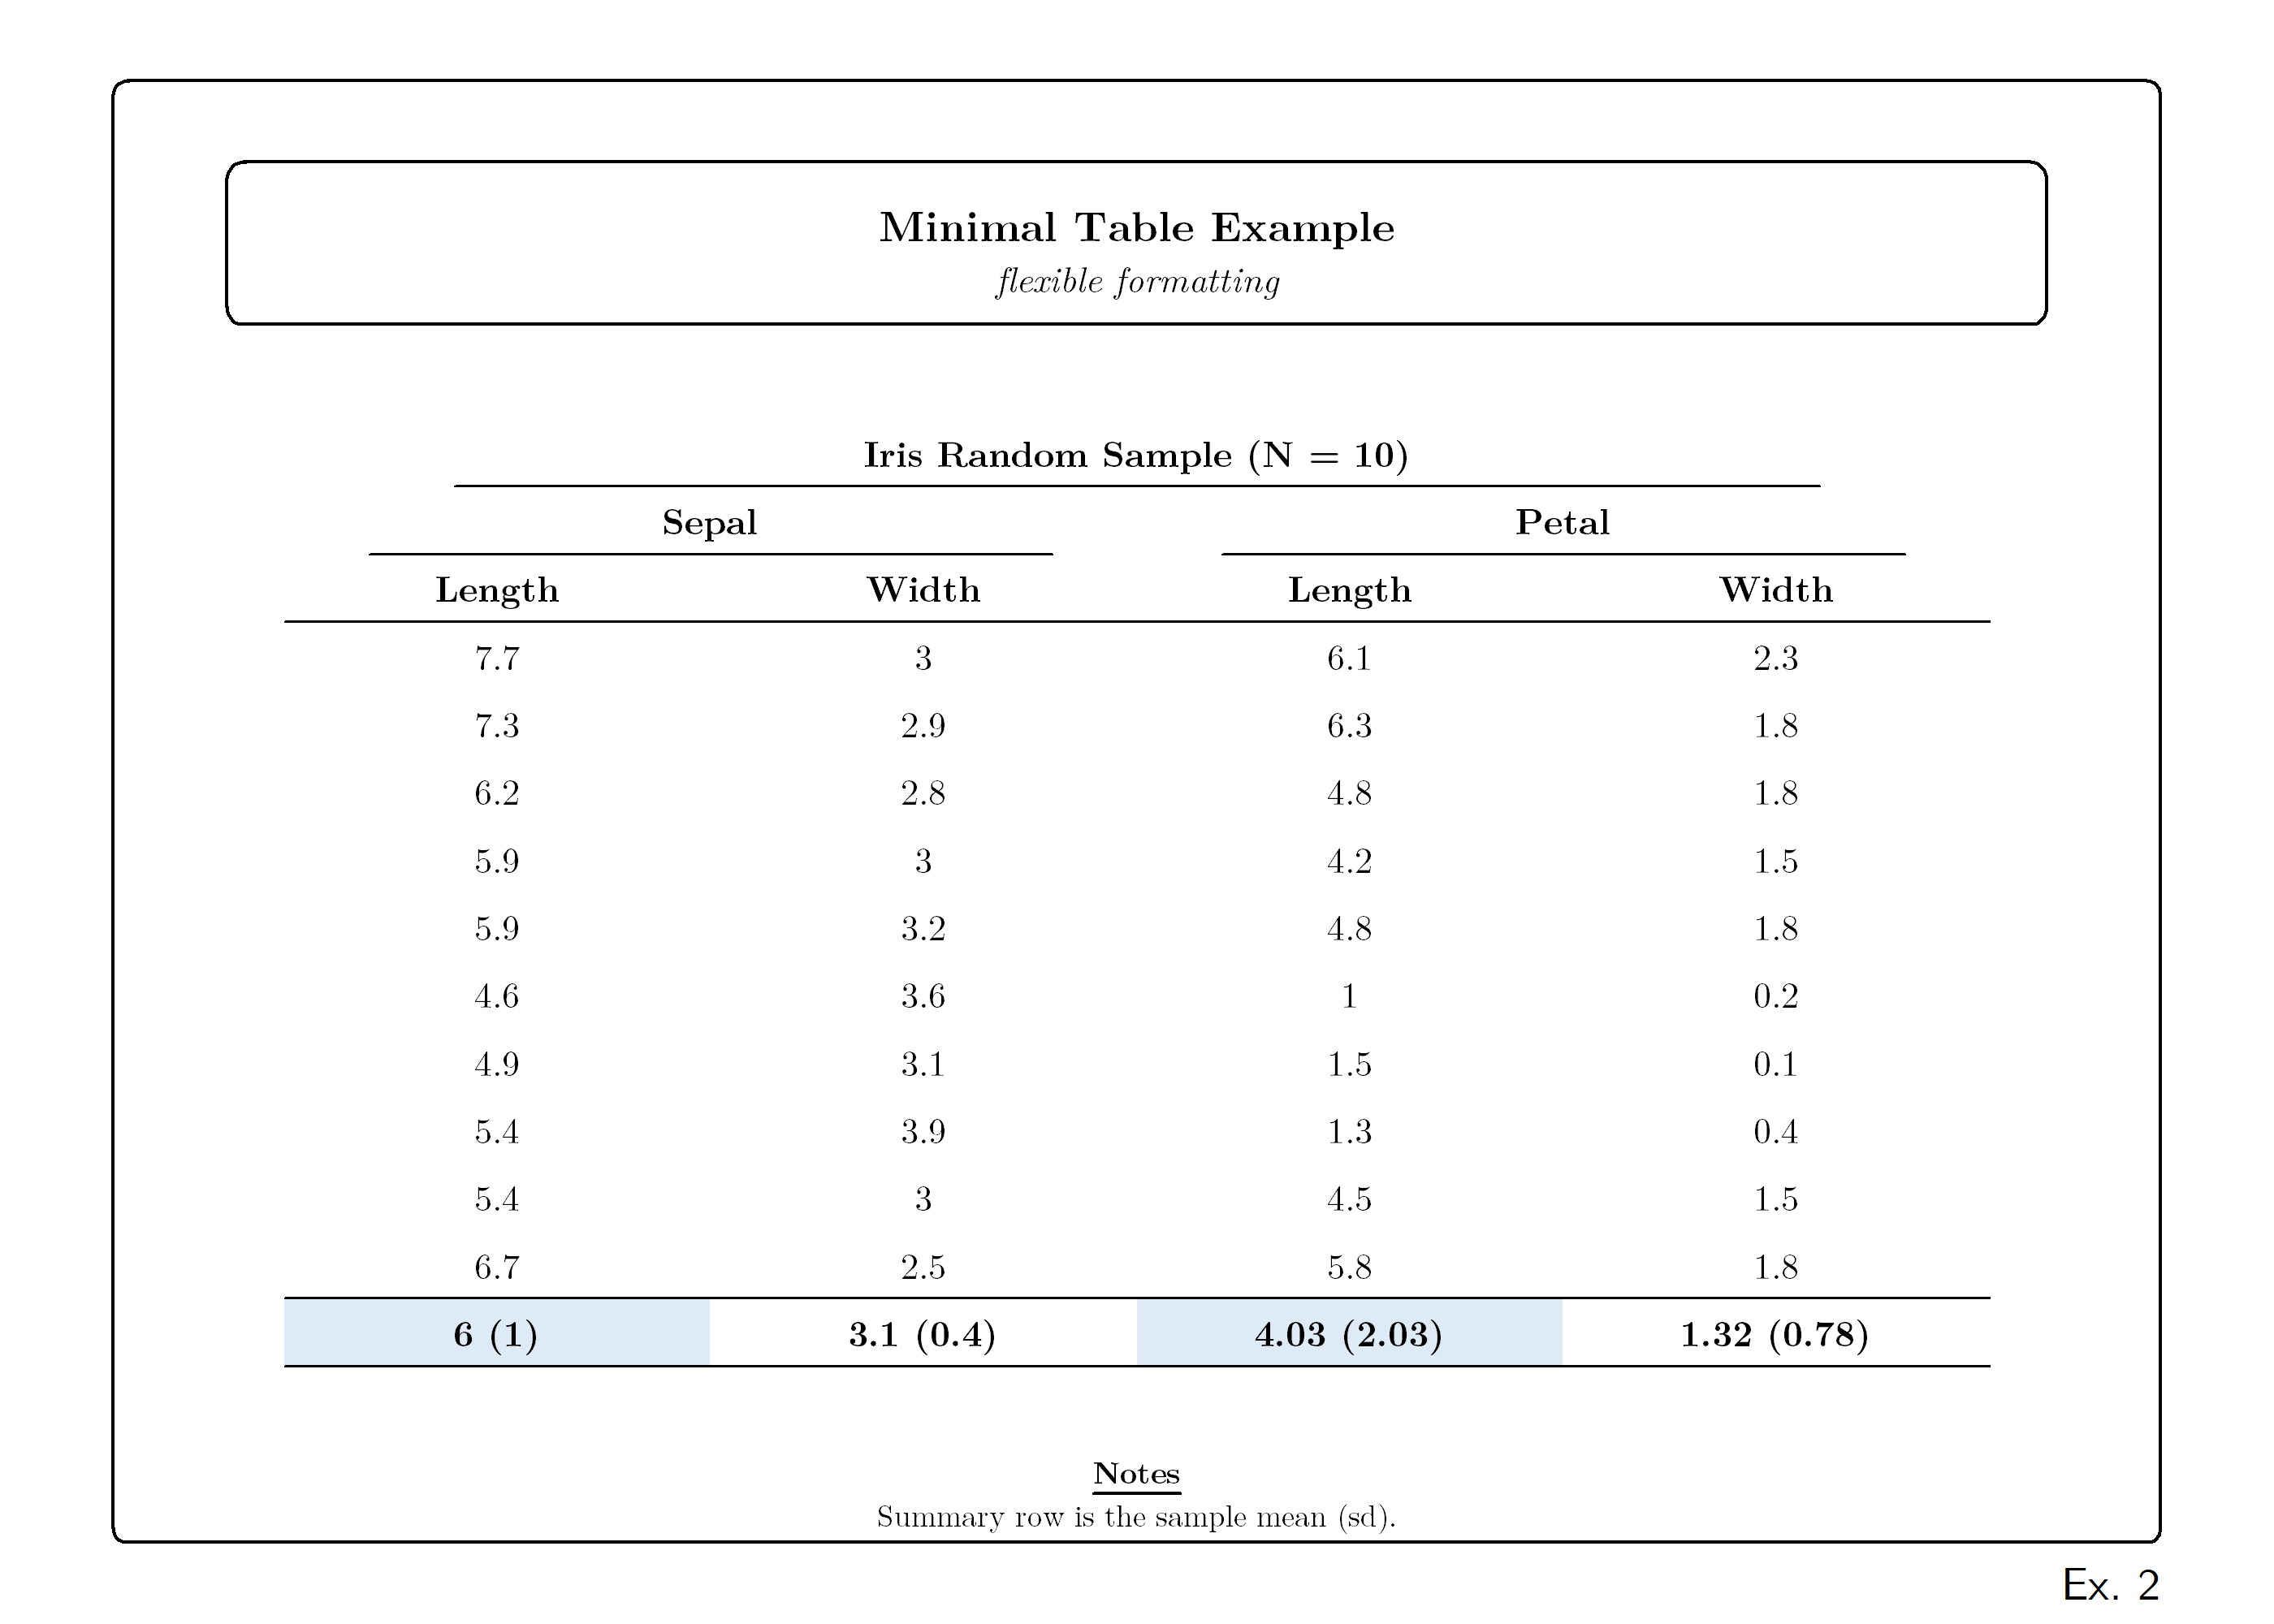 Minimal Table Example
flexible formatting
Iris Random Sample (N = 10)
Sepal Petal
Length Width Length Width
7.7 3 6.1 2.3
7.3 2.9 6.3 1.8
6.2 2.8 4.8 1.8
5.9 3 4.2 1.5
5.9 3.2 4.8 1.8
4.6 3.6 1 0.2
4.9 3.1 1.5 0.1
5.4 3.9 1.3 0.4
5.4 3 4.5 1.5
6.7 2.5 5.8 1.8
6 (1) 3.1 (0.4) 4.03 (2.03) 1.32 (0.78)
Notes
Summary row is the sample mean (sd).
Ex. 2